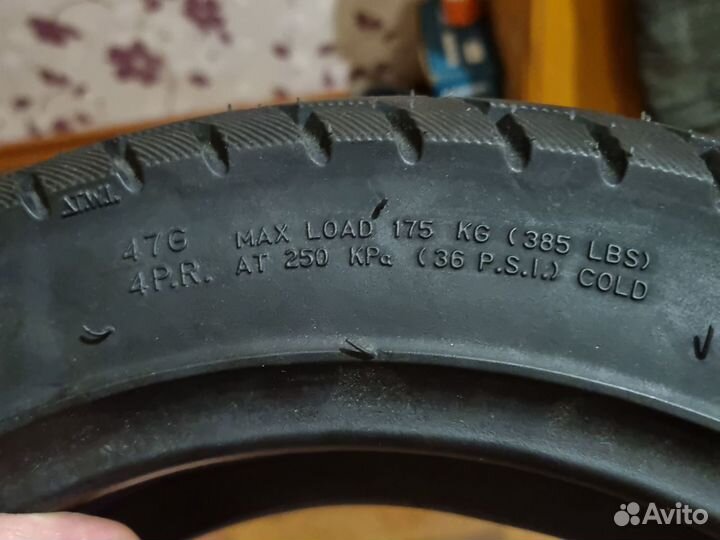 T.W.I.
47G MAX LOAD 175 KG (385 LBS)
4P.R. AT 250 KPa (36 P.S.I.) COLD
Avito